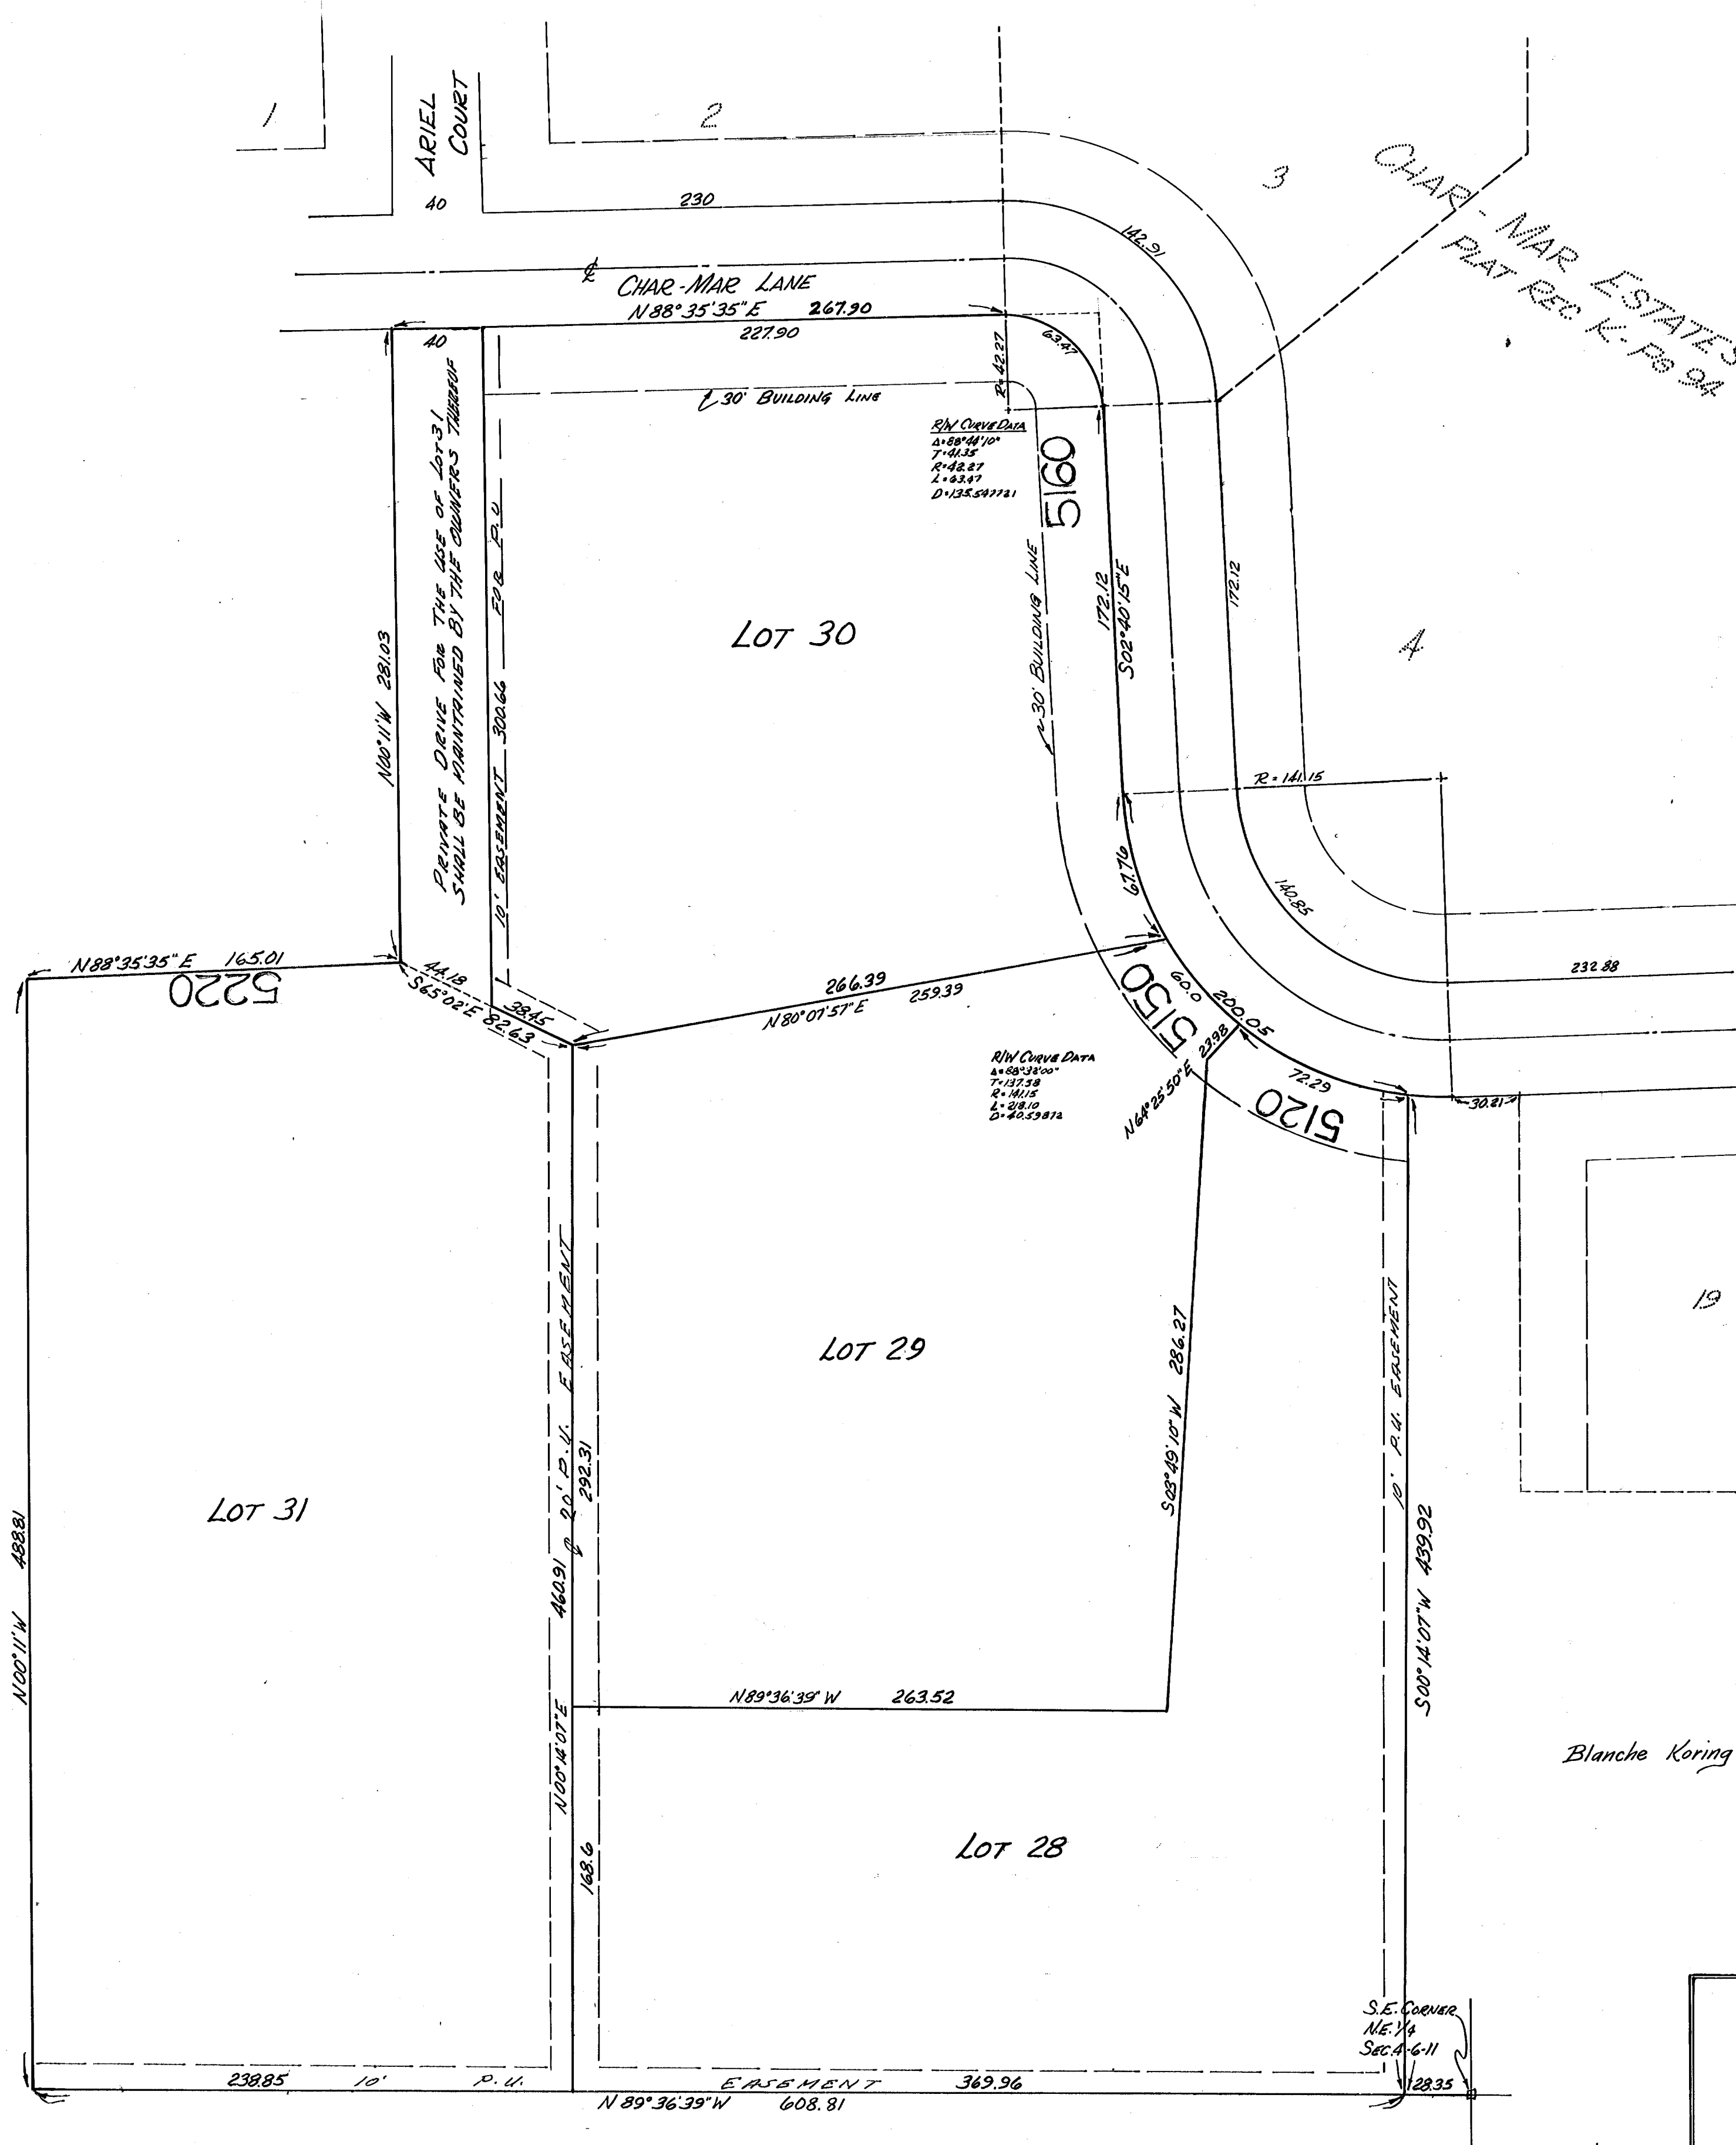 1
ARIEL
COURT
40
2
230
3
142.91
CHAR-MAR ESTATES
PLAT REC. K-PG 94
℄
CHAR-MAR LANE
N88°35'35"E 267.90
227.90
40
63.47
R=42.27
30' BUILDING LINE
R/W CURVE DATA
Δ=88°44'10"
T=41.35
R=42.27
L=63.47
D=135.547721
5160
PRIVATE DRIVE FOR THE USE OF LOT 31
SHALL BE MAINTAINED BY THE OWNERS THEREOF
10' EASEMENT 300.66 FOR P.U
N00°11'W 281.03
LOT 30
30' BUILDING LINE
172.12
S02°40'15"E
172.12
4
R=141.15
67.76
140.85
N88°35'35"E 165.01
5220
44.18
S65°02'E 82.63
38.45
266.39
259.39
N80°07'57"E
5150
60.0
200.05
232.88
R/W CURVE DATA
Δ=88°32'00"
T=137.58
R=141.15
L=218.10
D=40.59872
N64°25'50"E 23.98
72.29
5120
30.21
19
LOT 29
S03°49'10"W 286.27
10' P.U. EASEMENT
S00°14'07"W 439.92
℄ 20' P.U. EASEMENT
292.31
460.91
N00°14'07"E
LOT 31
N00°11'W 488.81
N89°36'39"W 263.52
168.6
LOT 28
Blanche Koring
S.E. CORNER
N.E. 1/4
SEC. 4-6-11
238.85 10' P.U. EASEMENT 369.96
128.35
N 89°36'39"W 608.81